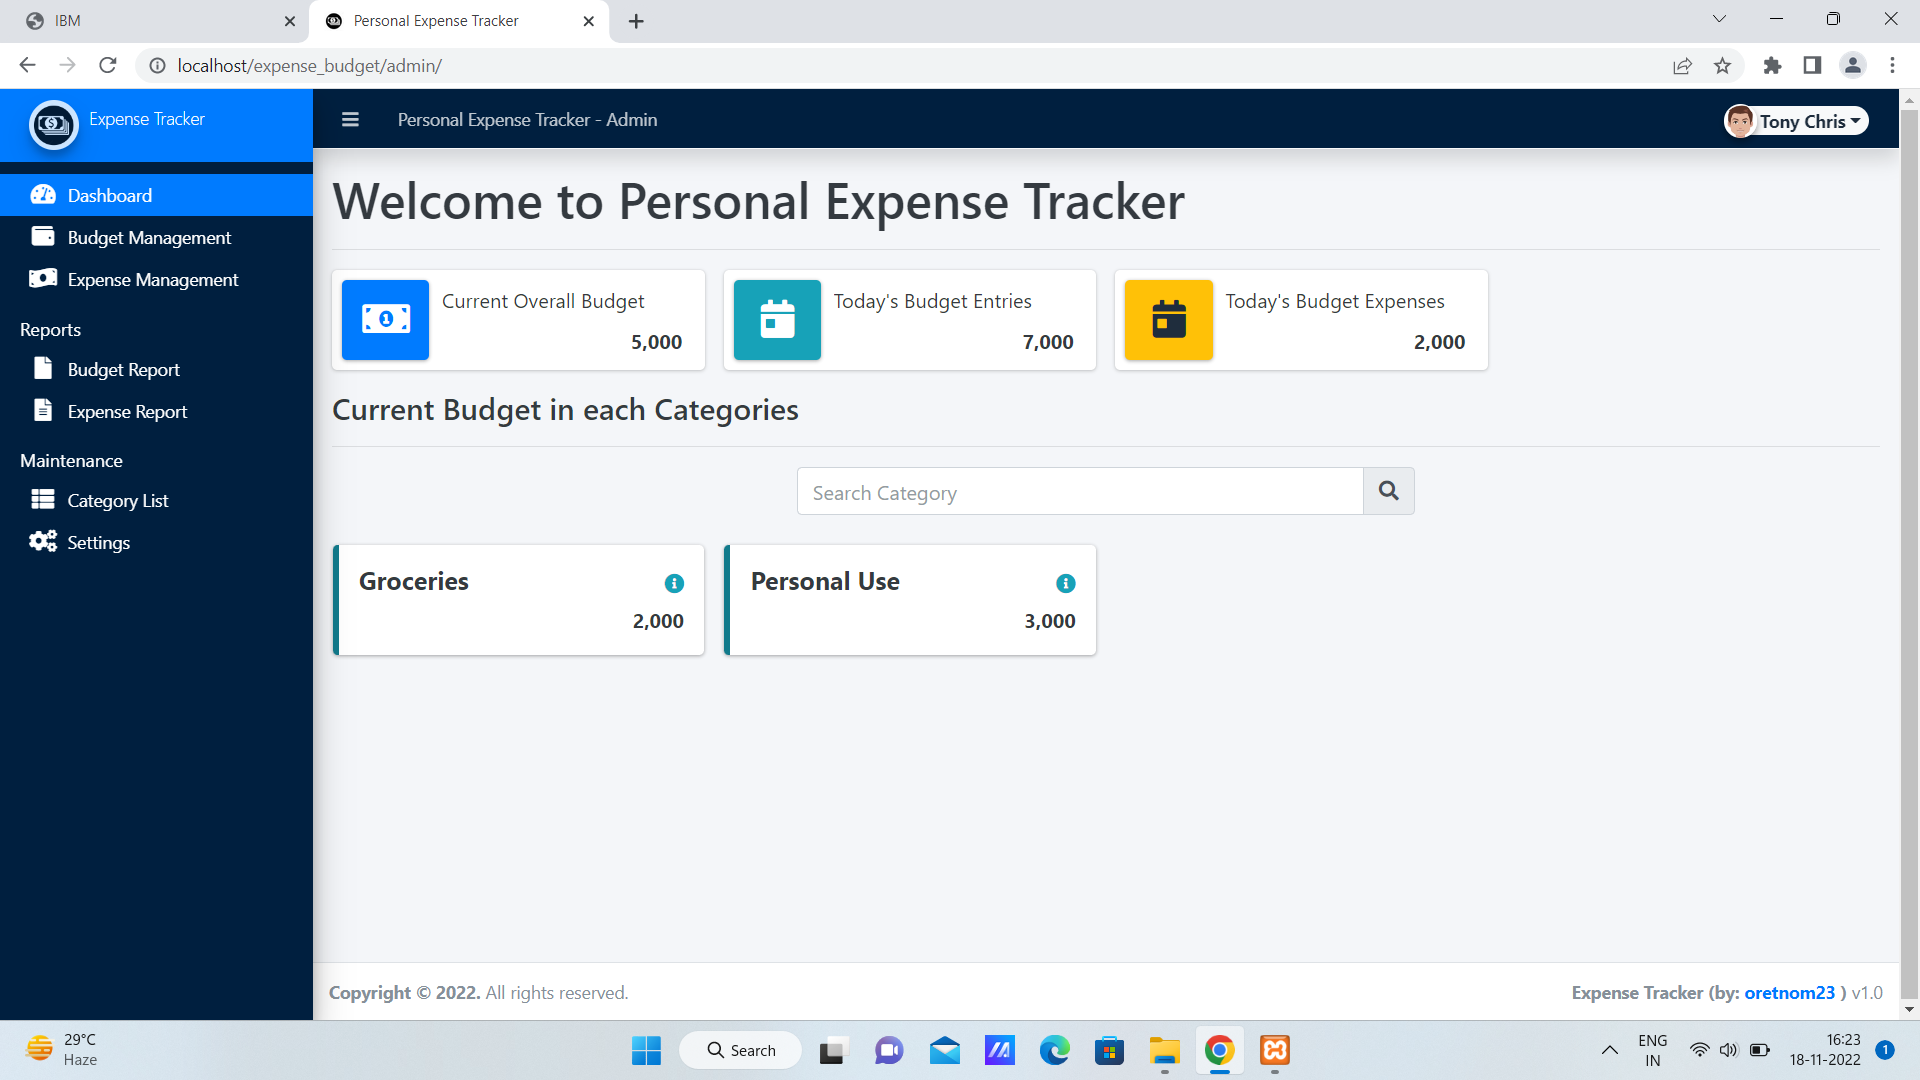 IBM
Personal Expense Tracker
localhost/expense_budget/admin/
Expense Tracker
Personal Expense Tracker - Admin
Tony Chris
Dashboard
Budget Management
Expense Management
Reports
Budget Report
Expense Report
Maintenance
Category List
Settings
Welcome to Personal Expense Tracker
Current Overall Budget
5,000
Today's Budget Entries
7,000
Today's Budget Expenses
2,000
Current Budget in each Categories
Search Category
Groceries
2,000
Personal Use
3,000
Copyright © 2022. All rights reserved.
Expense Tracker (by: oretnom23 ) v1.0
29°C
Haze
Search
ENG
IN
16:23
18-11-2022
1